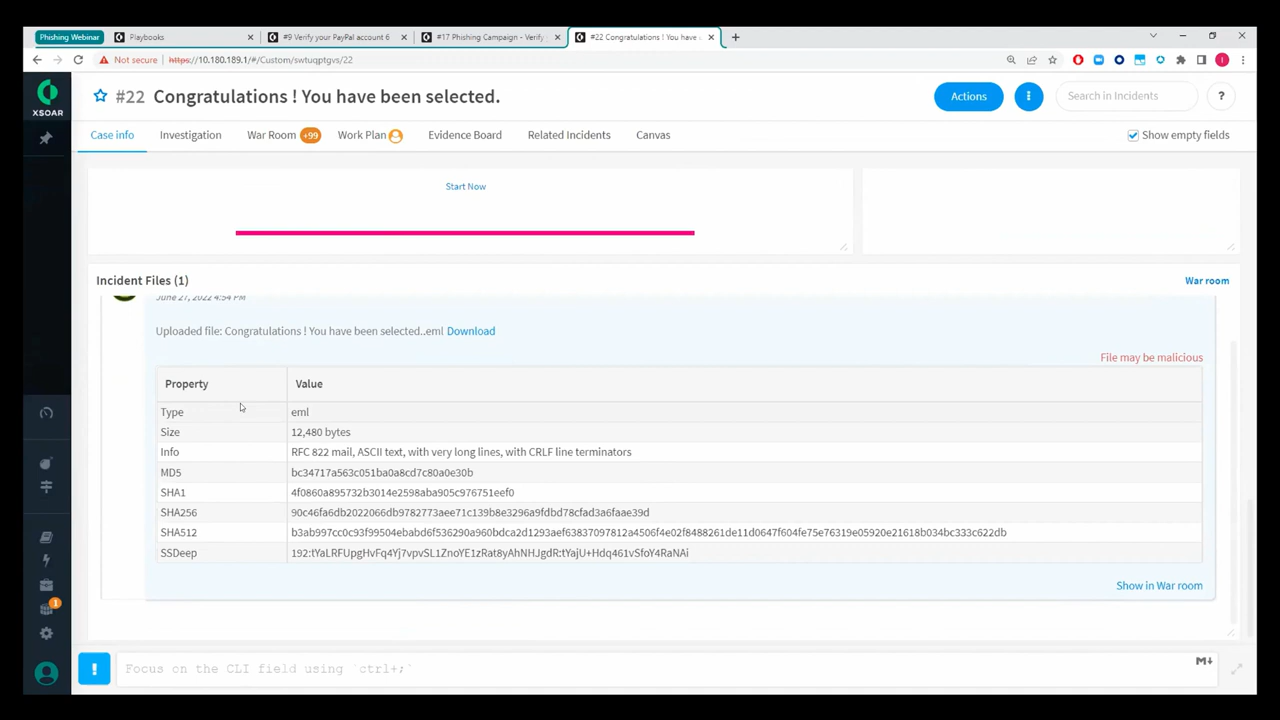 Phishing Webinar
Playbooks
#9 Verify your PayPal account 6
#17 Phishing Campaign - Verify
#22 Congratulations ! You have
Not secure https://10.180.189.1/#/Custom/swtuqptgvs/22
I
XSOAR
#22 Congratulations ! You have been selected.
Actions
Search in Incidents
?
Case info
Investigation
War Room +99
Work Plan
Evidence Board
Related Incidents
Canvas
Show empty fields
Start Now
Incident Files (1)
War room
June 27, 2022 4:54 PM
Uploaded file: Congratulations ! You have been selected..eml Download
File may be malicious
Property Value
Type eml
Size 12,480 bytes
Info RFC 822 mail, ASCII text, with very long lines, with CRLF line terminators
MD5 bc34717a563c051ba0a8cd7c80a0e30b
SHA1 4f0860a895732b3014e2598aba905c976751eef0
SHA256 90c46fa6db2022066db9782773aee71c139b8e3296a9fdbd78cfad3a6faae39d
SHA512 b3ab997cc0c93f99504ebabd6f536290a960bdca2d1293aef63837097812a4506f4e02f8488261de11d0647f604fe75e76319e05920e21618b034bc333c622db
SSDeep 192:tYaLRFUpgHvFq4Yj7vpvSL1ZnoYE1zRat8yAhNHJgdR:tYajU+Hdq461vSfoY4RaNAi
Show in War room
1
!
Focus on the CLI field using `ctrl+;`
M